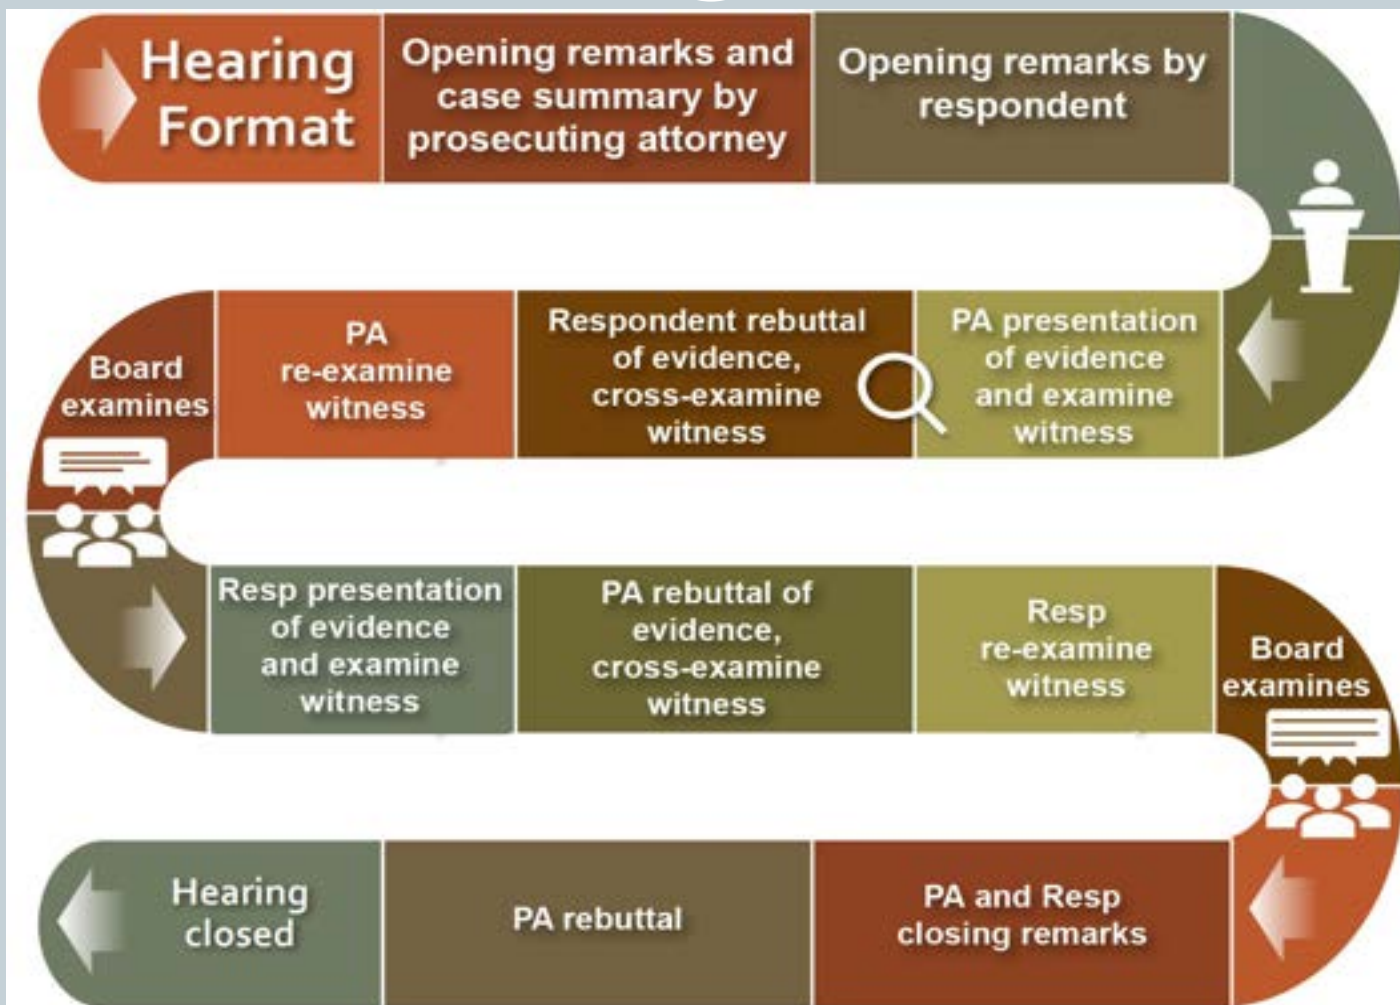 Hearing
Format
Opening remarks and
case summary by
prosecuting attorney
Opening remarks by
respondent
PA presentation
of evidence
and examine
witness
Respondent rebuttal
of evidence,
cross-examine
witness
PA
re-examine
witness
Board
examines
Resp presentation
of evidence
and examine
witness
PA rebuttal of
evidence,
cross-examine
witness
Resp
re-examine
witness
Board
examines
PA and Resp
closing remarks
PA rebuttal
Hearing
closed